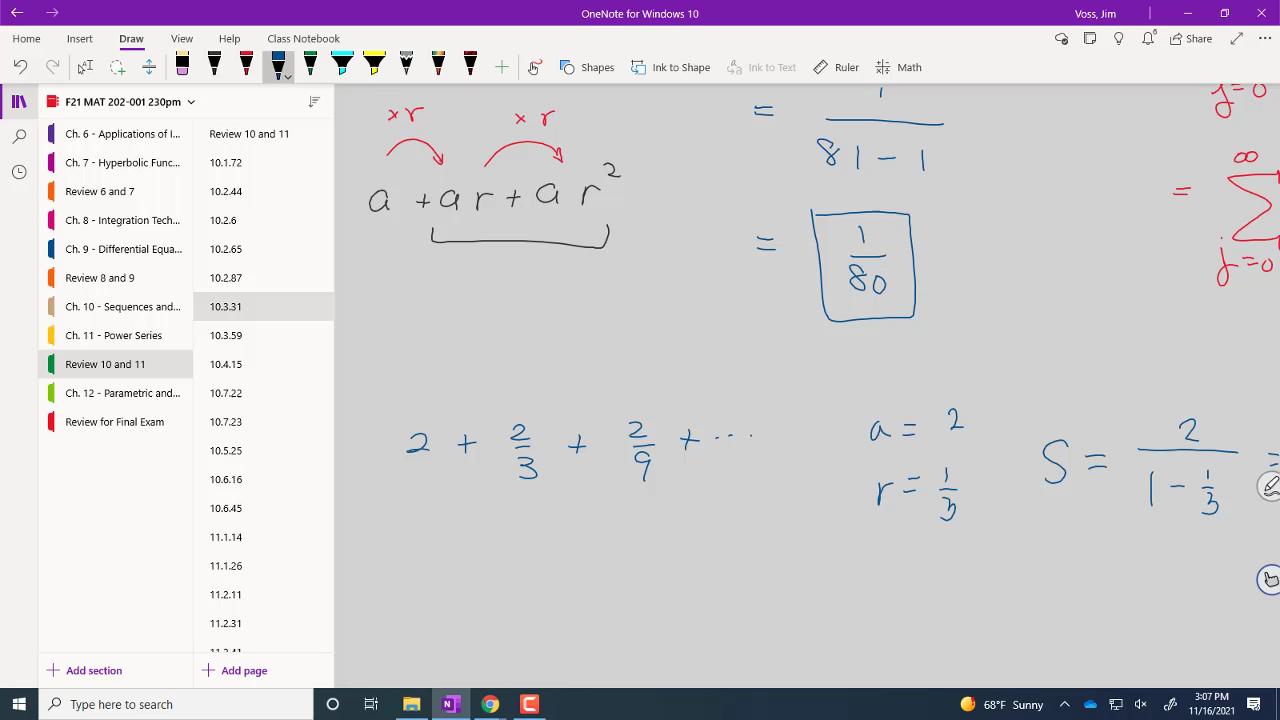 OneNote for Windows 10
Voss, Jim
Home Insert Draw View Help Class Notebook
Share
Shapes Ink to Shape Ink to Text Ruler Math
F21 MAT 202-001 230pm
Ch. 6 - Applications of I...
Ch. 7 - Hyperbolic Func...
Review 6 and 7
Ch. 8 - Integration Tech...
Ch. 9 - Differential Equa...
Review 8 and 9
Ch. 10 - Sequences and...
Ch. 11 - Power Series
Review 10 and 11
Ch. 12 - Parametric and...
Review for Final Exam
Add section
Review 10 and 11
10.1.72
10.2.44
10.2.6
10.2.65
10.2.87
10.3.31
10.3.59
10.4.15
10.7.22
10.7.23
10.5.25
10.6.16
10.6.45
11.1.14
11.1.26
11.2.11
11.2.31
Add page
× r × r
a + a r + a r²
= 1
81 - 1
= 1
80
j = 0
∞
= Σ
j = 0
2 + 2/3 + 2/9 + ...
a = 2
r = 1/3
S = 2 / (1 - 1/3) =
Type here to search
68°F Sunny
3:07 PM
11/16/2021